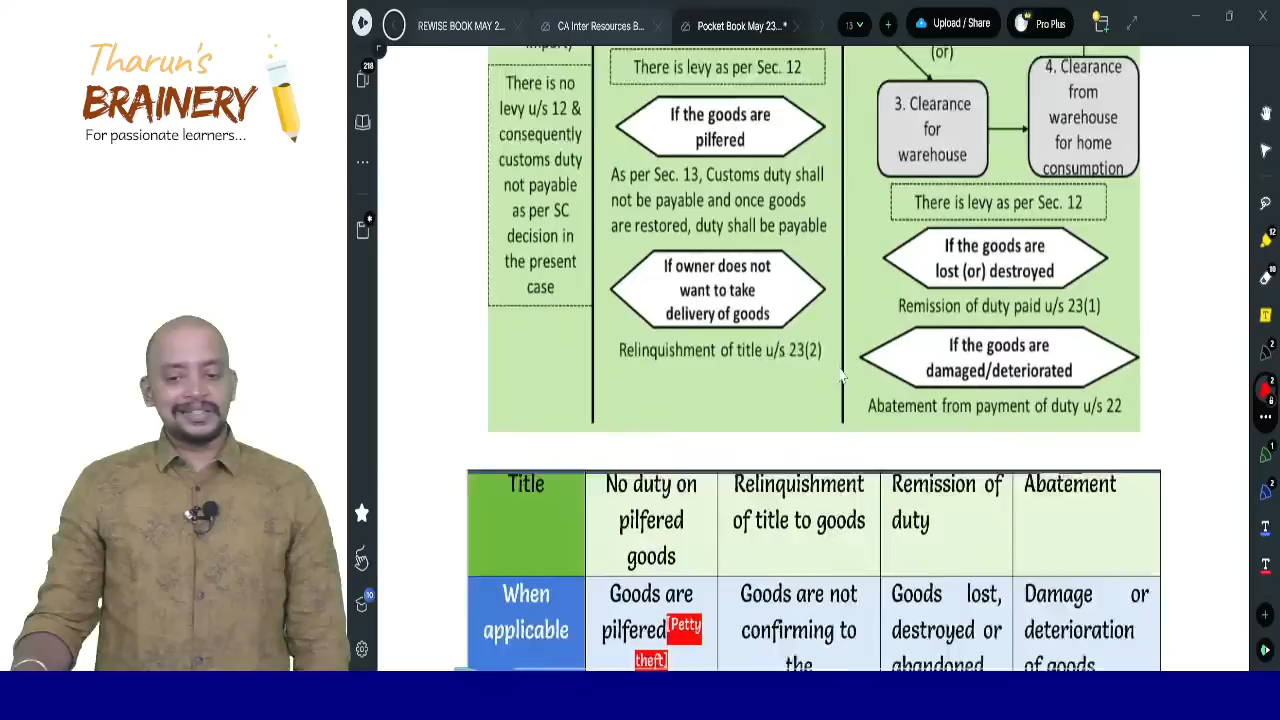 Tharun's
BRAINERY
For passionate learners...
REWISE BOOK MAY 2...
CA Inter Resources B...
Pocket Book May 23...*
13
Upload / Share
Pro Plus
218
There is no
levy u/s 12 &
consequently
customs duty
not payable
as per SC
decision in
the present
case
There is levy as per Sec. 12
If the goods are
pilfered
As per Sec. 13, Customs duty shall
not be payable and once goods
are restored, duty shall be payable
If owner does not
want to take
delivery of goods
Relinquishment of title u/s 23(2)
(or)
3. Clearance
for
warehouse
4. Clearance
from
warehouse
for home
consumption
There is levy as per Sec. 12
If the goods are
lost (or) destroyed
Remission of duty paid u/s 23(1)
If the goods are
damaged/deteriorated
Abatement from payment of duty u/s 22
Title
No duty on
pilfered
goods
Relinquishment
of title to goods
Remission of
duty
Abatement
When
applicable
Goods are
pilfered[Petty
theft]
Goods are not
confirming to
the
Goods lost,
destroyed or
abandoned
Damage or
deterioration
of goods